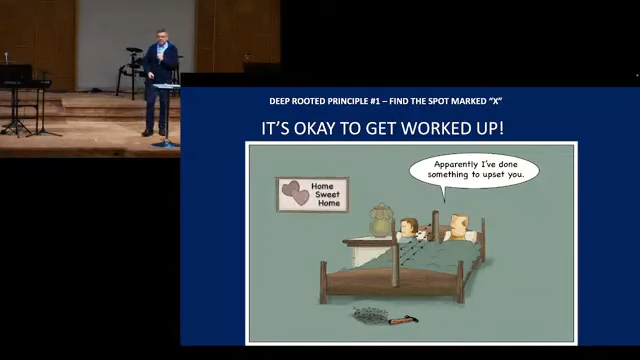 DEEP ROOTED PRINCIPLE #1 – FIND THE SPOT MARKED "X"
IT'S OKAY TO GET WORKED UP!
Apparently I've done
something to upset you.
Home
Sweet
Home